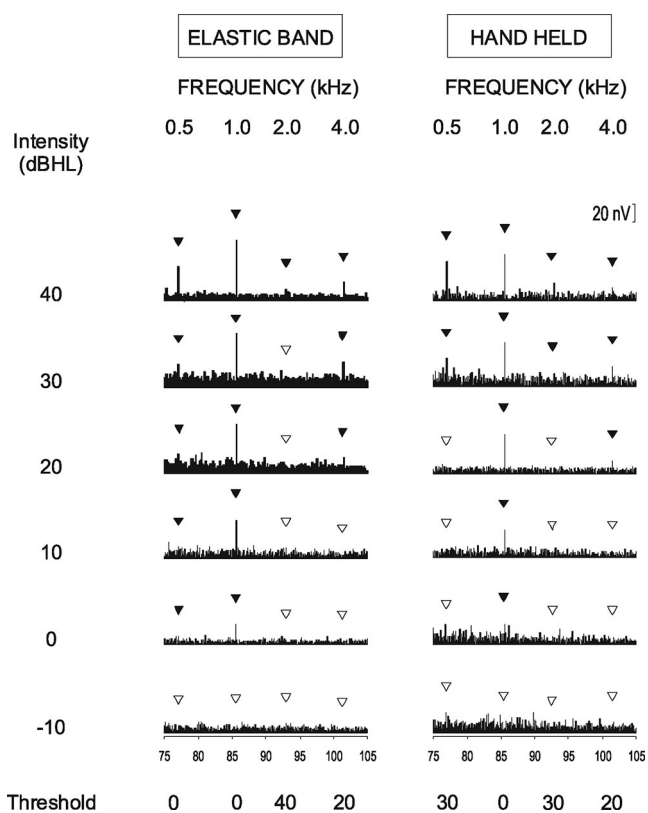 ELASTIC BAND HAND HELD
FREQUENCY (kHz) FREQUENCY (kHz)
Intensity (dBHL) 0.5 1.0 2.0 4.0 0.5 1.0 2.0 4.0
20 nV
40
30
20
10
0
-10
75 80 85 90 95 100 105 75 80 85 90 95 100 105
Threshold 0 0 40 20 30 0 30 20